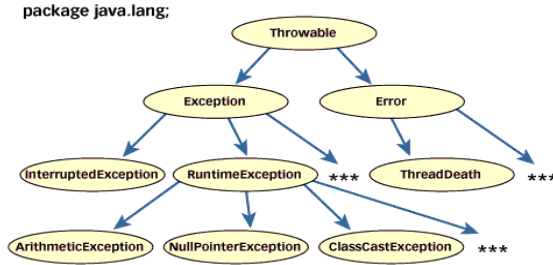 package java.lang;
Throwable
Exception
Error
InterruptedException
RuntimeException
***
ThreadDeath
***
ArithmeticException
NullPointerException
ClassCastException
***